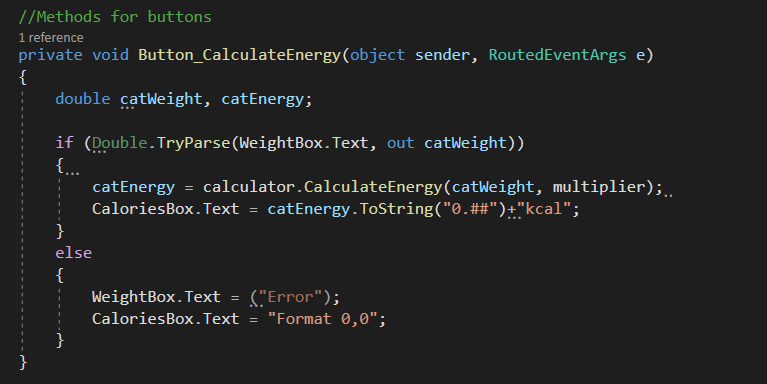 //Methods for buttons
1 reference
private void Button_CalculateEnergy(object sender, RoutedEventArgs e)
{
    double catWeight, catEnergy;

    if (Double.TryParse(WeightBox.Text, out catWeight))
    {
        catEnergy = calculator.CalculateEnergy(catWeight, multiplier);
        CaloriesBox.Text = catEnergy.ToString("0.##")+"kcal";
    }
    else
    {
        WeightBox.Text = ("Error");
        CaloriesBox.Text = "Format 0,0";
    }
}